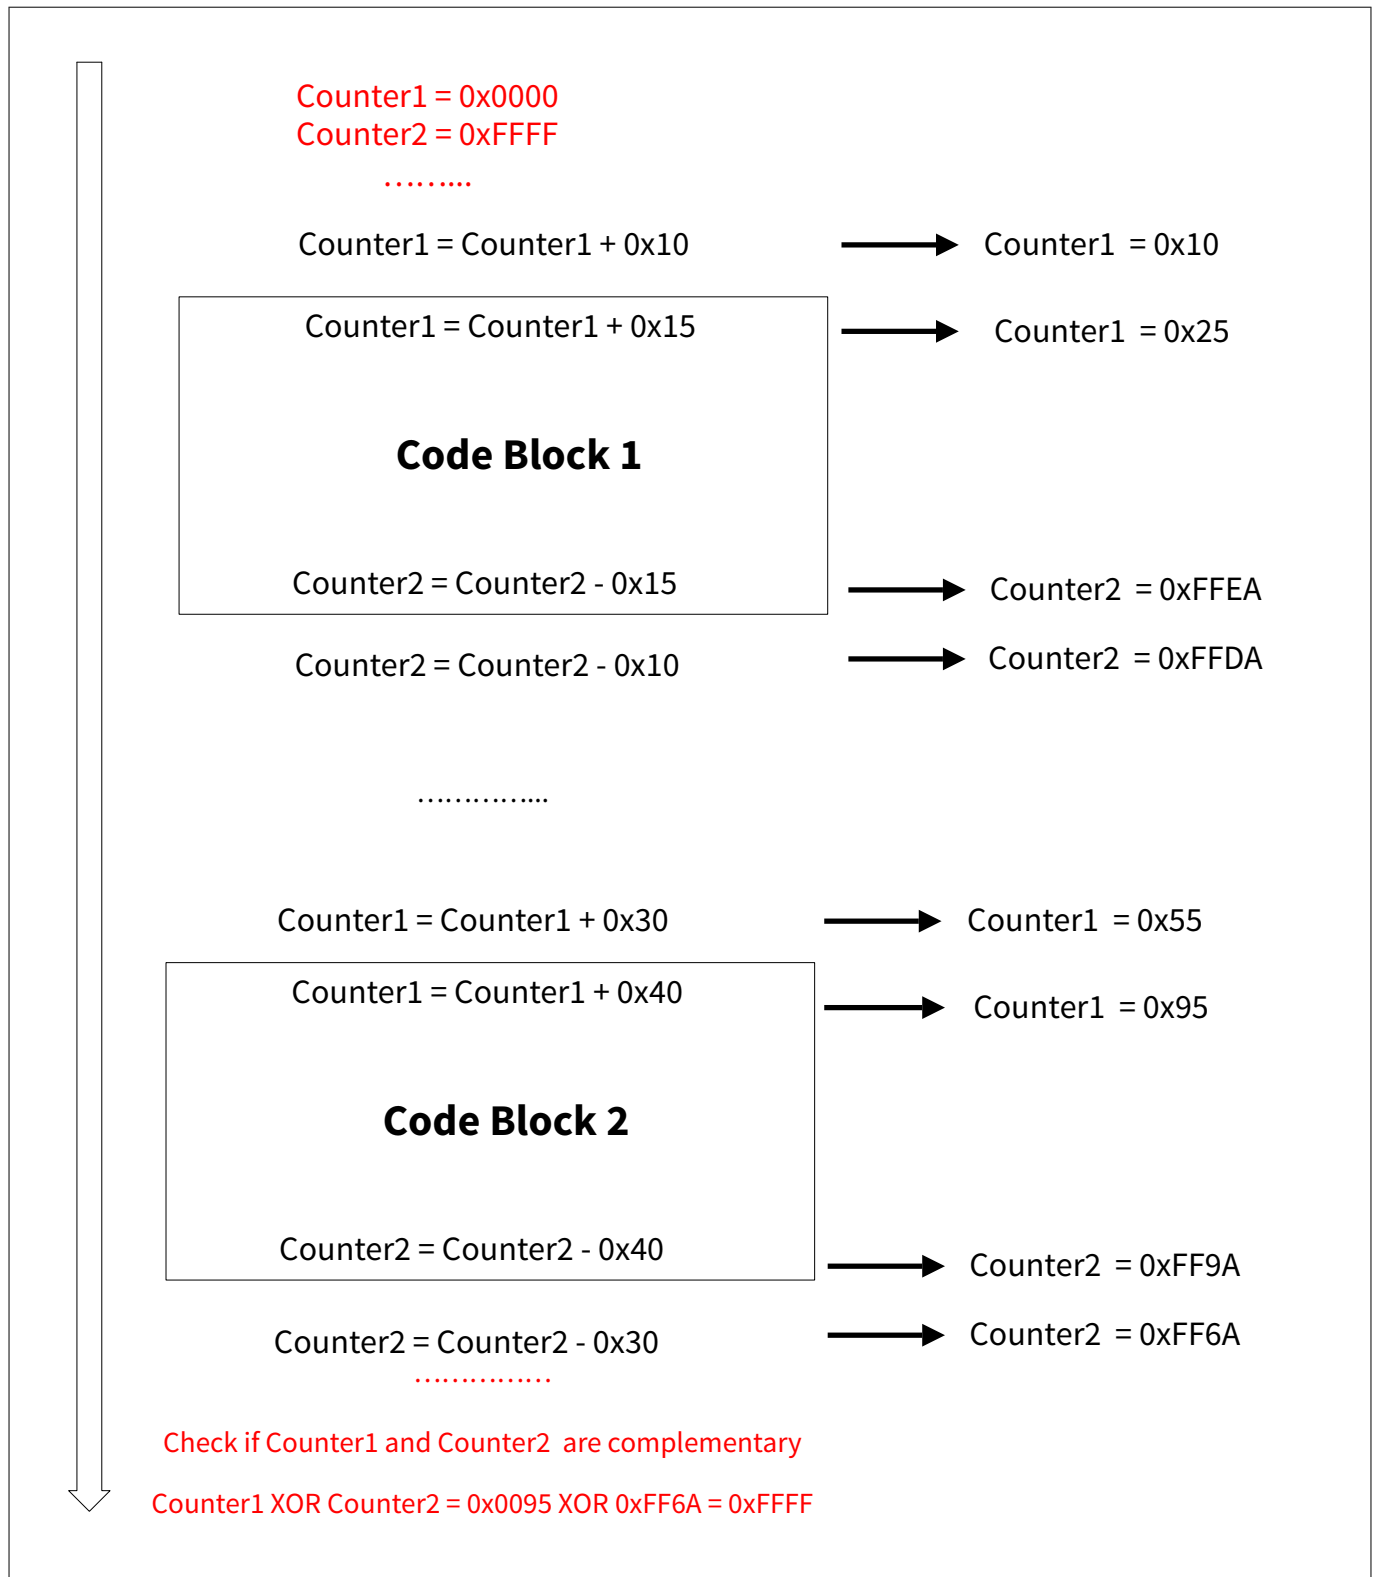 Counter1 = 0x0000
Counter2 = 0xFFFF
……....
Counter1 = Counter1 + 0x10
Counter1 = 0x10
Counter1 = Counter1 + 0x15
Counter1 = 0x25
Code Block 1
Counter2 = Counter2 - 0x15
Counter2 = 0xFFEA
Counter2 = Counter2 - 0x10
Counter2 = 0xFFDA
…………....
Counter1 = Counter1 + 0x30
Counter1 = 0x55
Counter1 = Counter1 + 0x40
Counter1 = 0x95
Code Block 2
Counter2 = Counter2 - 0x40
Counter2 = 0xFF9A
Counter2 = Counter2 - 0x30
Counter2 = 0xFF6A
……………
Check if Counter1 and Counter2 are complementary
Counter1 XOR Counter2 = 0x0095 XOR 0xFF6A = 0xFFFF